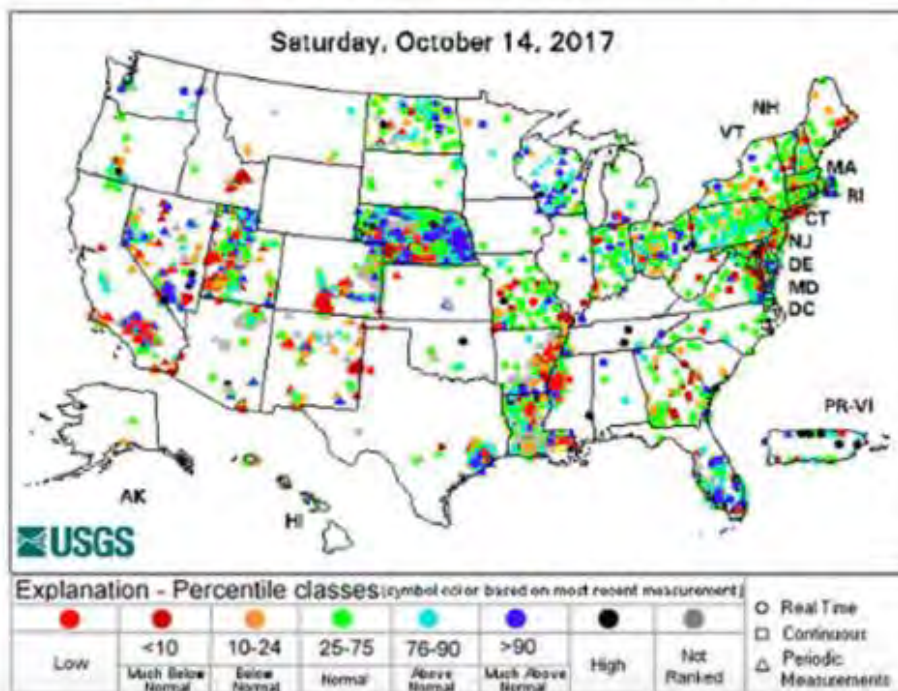 Saturday, October 14, 2017
NH
VT
MA
RI
CT
NJ
DE
MD
DC
PR-VI
AK
HI
USGS
Explanation - Percentile classes (symbol color based on most recent measurement)
Low
<10
Much Below Normal
10-24
Below Normal
25-75
Normal
76-90
Above Normal
>90
Much Above Normal
High
Not Ranked
Real Time
Continuous
Periodic
Measurements